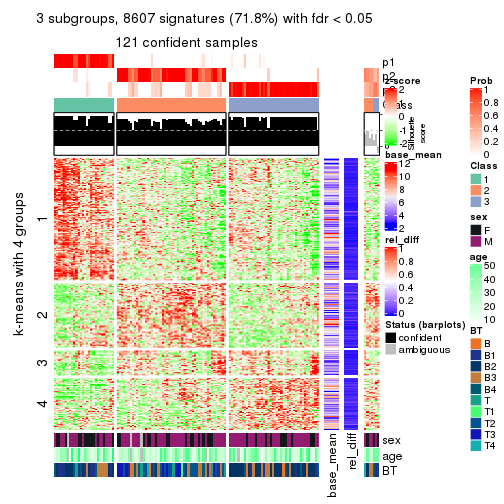 3 subgroups, 8607 signatures (71.8%) with fdr < 0.05
121 confident samples
p1
p2
z-score
2
1
0
-1
-2
Silhouette
score
base_mean
12
10
8
6
4
2
rel_diff
1
0.8
0.6
0.4
0.2
0
Status (barplots)
confident
ambiguous
Prob
1
0.8
0.6
0.4
0.2
0
Class
1
2
3
sex
F
M
age
50
40
30
20
10
BT
B
B1
B2
B3
B4
T
T1
T2
T3
T4
k-means with 4 groups
1
2
3
4
base_mean
rel_diff
sex
age
BT